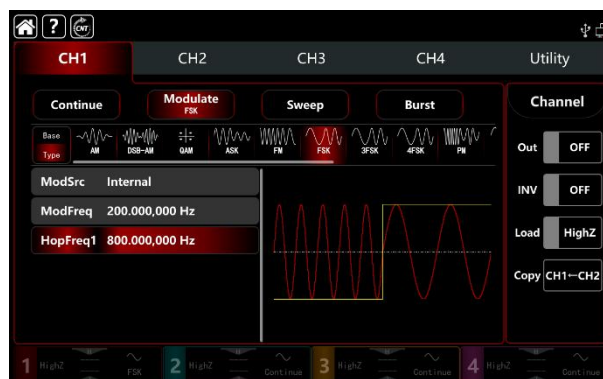 ? CNT
CH1 CH2 CH3 CH4 Utility
Continue Modulate FSK Sweep Burst Channel
Base Type AM DSB-AM QAM ASK FM FSK 3FSK 4FSK PM
Out OFF
ModSrc Internal
INV OFF
ModFreq 200.000,000 Hz
HopFreq1 800.000,000 Hz
Load HighZ
Copy CH1←CH2
1 HighZ FSK 2 HighZ Continue 3 HighZ Continue 4 HighZ Continue